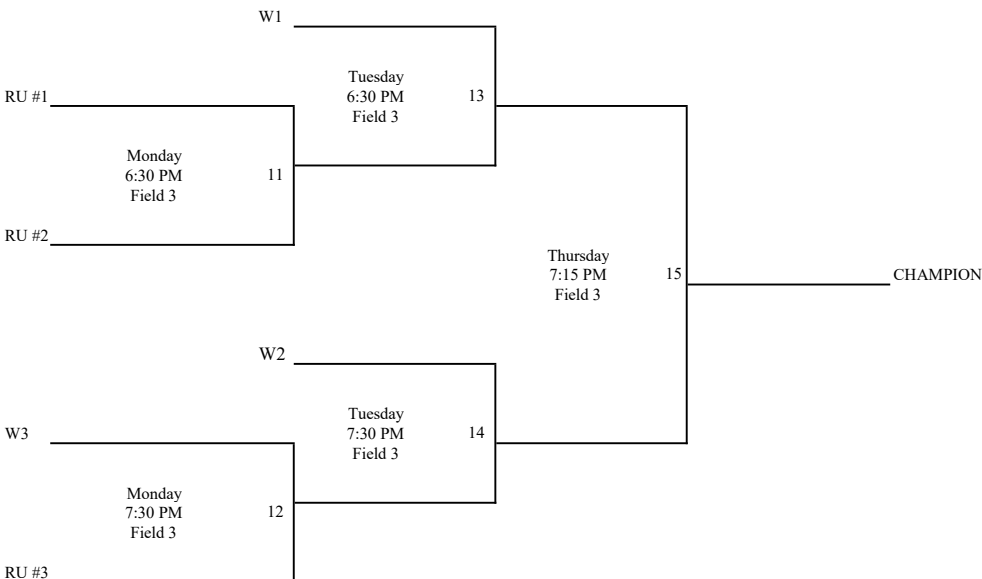 W1
Tuesday
6:30 PM
Field 3
13
RU #1
Monday
6:30 PM
Field 3
11
RU #2
Thursday
7:15 PM
Field 3
15
CHAMPION
W2
Tuesday
7:30 PM
Field 3
14
W3
Monday
7:30 PM
Field 3
12
RU #3